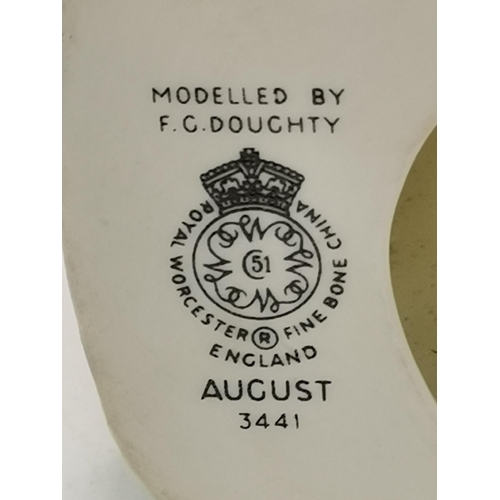 MODELLED BY
F.G.DOUGHTY
ROYAL WORCESTER ® FINE BONE CHINA
51
ENGLAND
AUGUST
3441